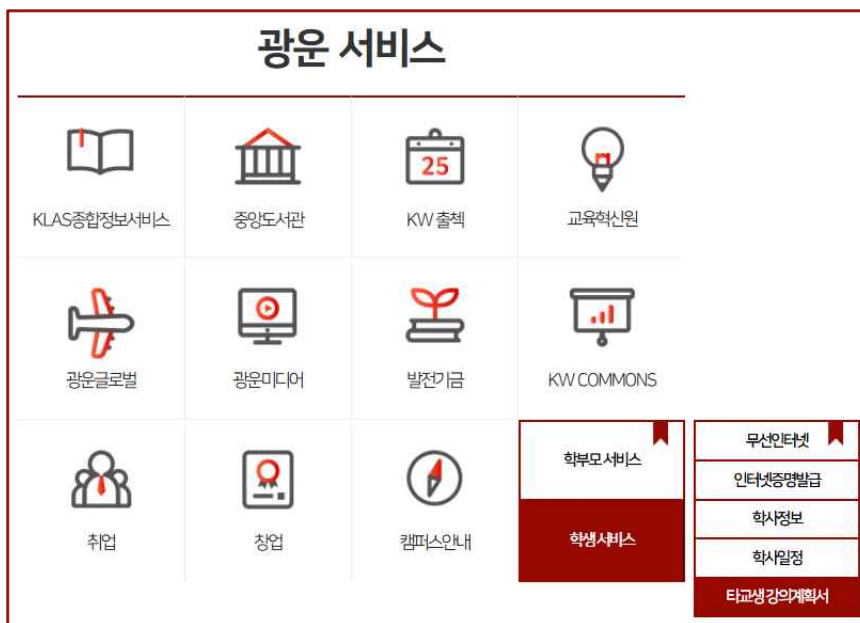 광운 서비스
25
KLAS종합정보서비스
중앙도서관
KW 출첵
교육혁신원
광운글로벌
광운미디어
발전기금
KW COMMONS
취업
창업
캠퍼스안내
학부모 서비스
학생 서비스
무선인터넷
인터넷증명발급
학사정보
학사일정
타교생 강의계획서